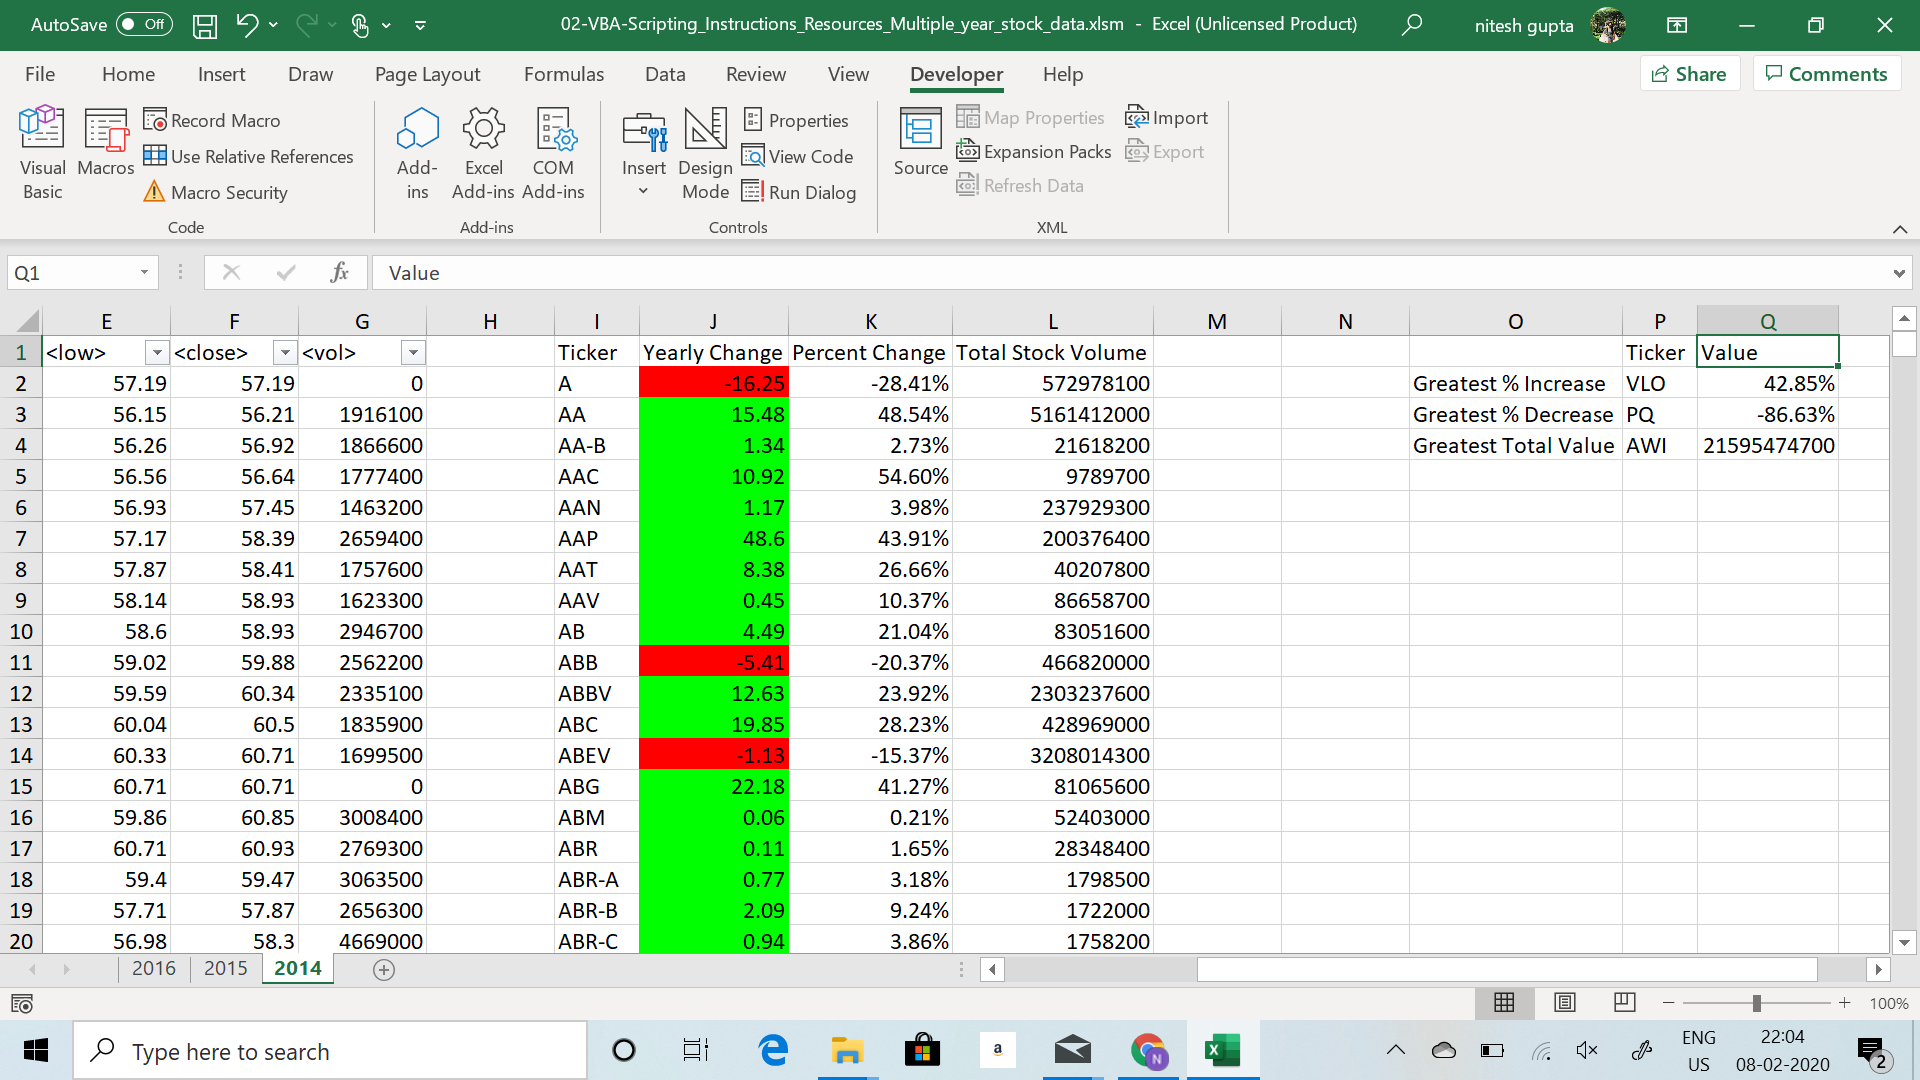 AutoSave Off 02-VBA-Scripting_Instructions_Resources_Multiple_year_stock_data.xlsm - Excel (Unlicensed Product) nitesh gupta
File Home Insert Draw Page Layout Formulas Data Review View Developer Help Share Comments
Visual Basic Macros Record Macro Use Relative References Macro Security Code
Add-ins Excel Add-ins COM Add-ins Add-ins
Insert Design Mode Properties View Code Run Dialog Controls
Source Map Properties Expansion Packs Refresh Data Import Export XML
Q1 fx Value
E F G H I J K L M N O P Q
1 <low> <close> <vol> Ticker Yearly Change Percent Change Total Stock Volume Ticker Value
2 57.19 57.19 0 A -16.25 -28.41% 572978100 Greatest % Increase VLO 42.85%
3 56.15 56.21 1916100 AA 15.48 48.54% 5161412000 Greatest % Decrease PQ -86.63%
4 56.26 56.92 1866600 AA-B 1.34 2.73% 21618200 Greatest Total Value AWI 21595474700
5 56.56 56.64 1777400 AAC 10.92 54.60% 9789700
6 56.93 57.45 1463200 AAN 1.17 3.98% 237929300
7 57.17 58.39 2659400 AAP 48.6 43.91% 200376400
8 57.87 58.41 1757600 AAT 8.38 26.66% 40207800
9 58.14 58.93 1623300 AAV 0.45 10.37% 86658700
10 58.6 58.93 2946700 AB 4.49 21.04% 83051600
11 59.02 59.88 2562200 ABB -5.41 -20.37% 466820000
12 59.59 60.34 2335100 ABBV 12.63 23.92% 2303237600
13 60.04 60.5 1835900 ABC 19.85 28.23% 428969000
14 60.33 60.71 1699500 ABEV -1.13 -15.37% 3208014300
15 60.71 60.71 0 ABG 22.18 41.27% 81065600
16 59.86 60.85 3008400 ABM 0.06 0.21% 52403000
17 60.71 60.93 2769300 ABR 0.11 1.65% 28348400
18 59.4 59.47 3063500 ABR-A 0.77 3.18% 1798500
19 57.71 57.87 2656300 ABR-B 2.09 9.24% 1722000
20 56.98 58.3 4669000 ABR-C 0.94 3.86% 1758200
2016 2015 2014
100%
Type here to search a N X ENG US 22:04 08-02-2020 2